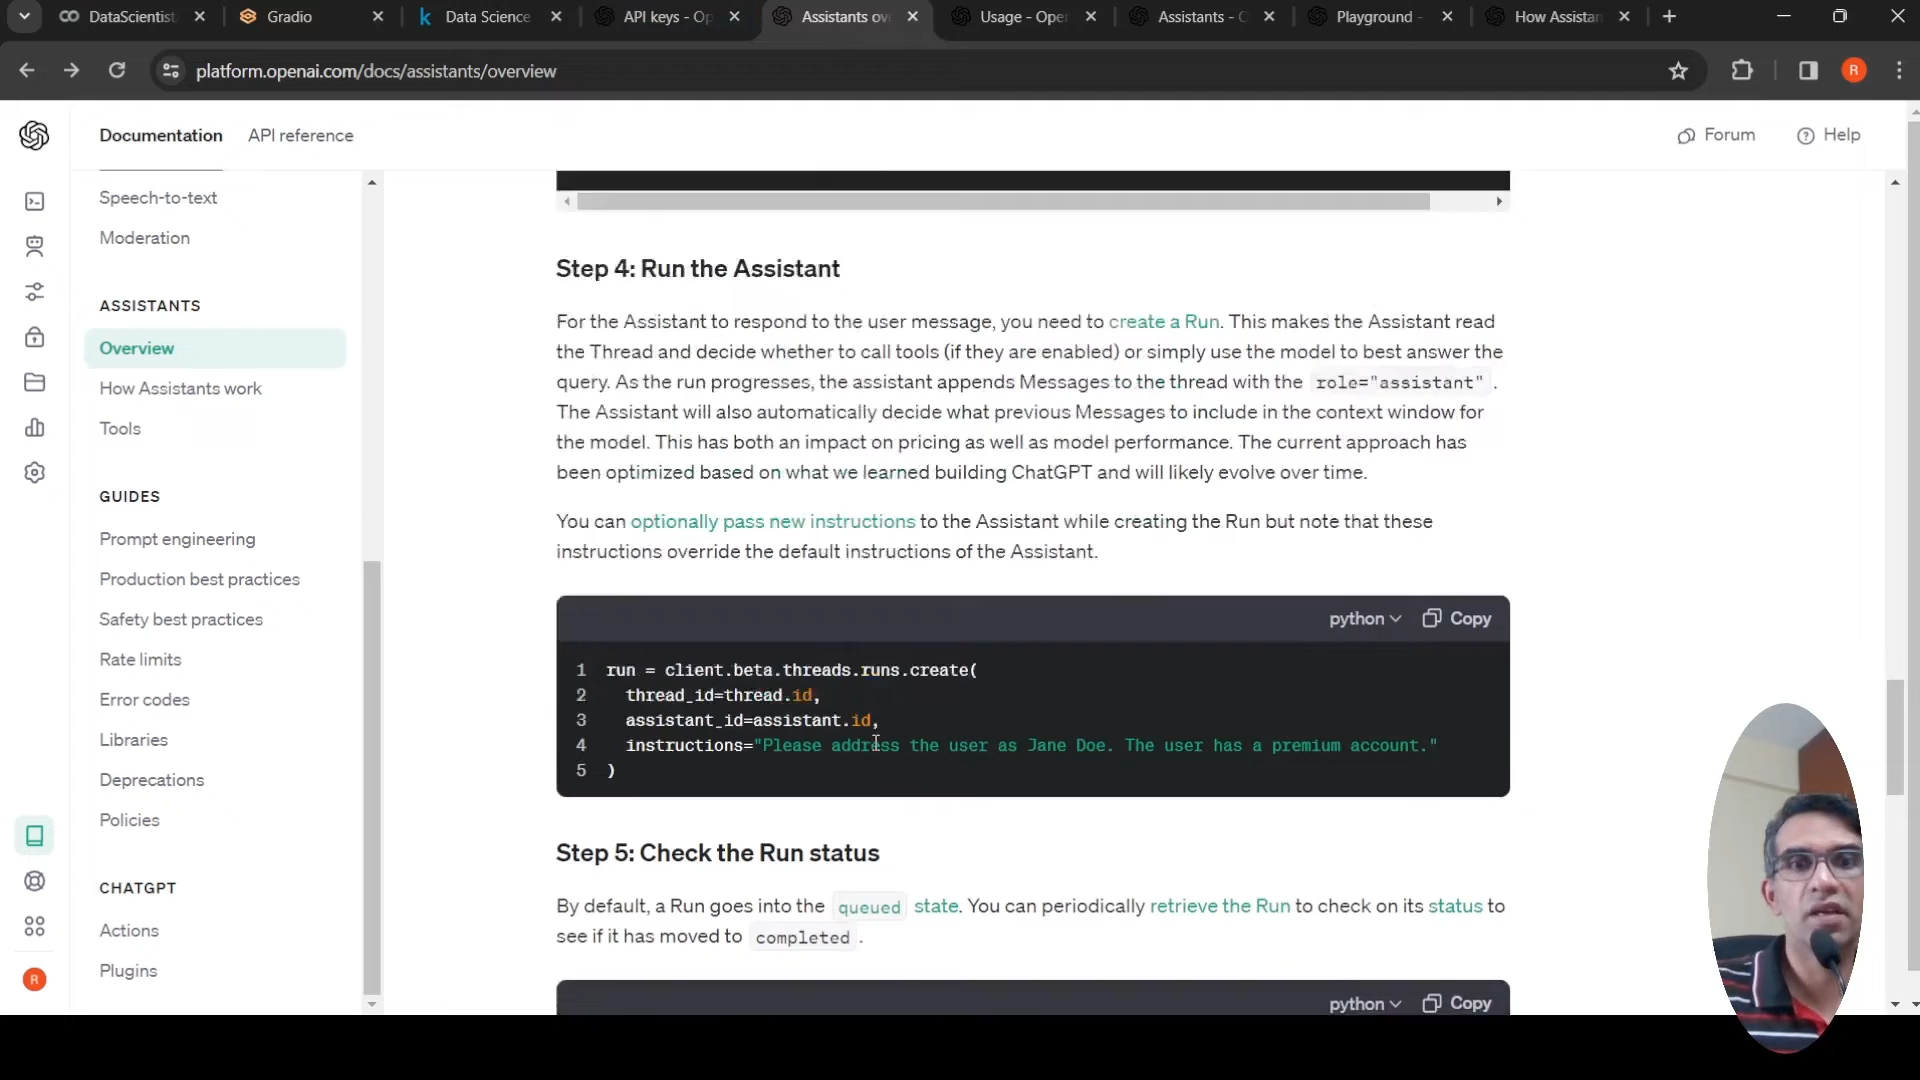 DataScientist
Gradio
Data Science
API keys - Op
Assistants ov
Usage - Open
Assistants - O
Playground -
How Assistan
platform.openai.com/docs/assistants/overview
R
Documentation
API reference
Forum
Help
Speech-to-text
Moderation
ASSISTANTS
Overview
How Assistants work
Tools
GUIDES
Prompt engineering
Production best practices
Safety best practices
Rate limits
Error codes
Libraries
Deprecations
Policies
CHATGPT
Actions
Plugins
R
Step 4: Run the Assistant
For the Assistant to respond to the user message, you need to create a Run. This makes the Assistant read
the Thread and decide whether to call tools (if they are enabled) or simply use the model to best answer the
query. As the run progresses, the assistant appends Messages to the thread with the role="assistant" .
The Assistant will also automatically decide what previous Messages to include in the context window for
the model. This has both an impact on pricing as well as model performance. The current approach has
been optimized based on what we learned building ChatGPT and will likely evolve over time.
You can optionally pass new instructions to the Assistant while creating the Run but note that these
instructions override the default instructions of the Assistant.
python
Copy
1 run = client.beta.threads.runs.create(
2 thread_id=thread.id,
3 assistant_id=assistant.id,
4 instructions="Please address the user as Jane Doe. The user has a premium account."
5 )
Step 5: Check the Run status
By default, a Run goes into the queued state. You can periodically retrieve the Run to check on its status to
see if it has moved to completed .
python
Copy